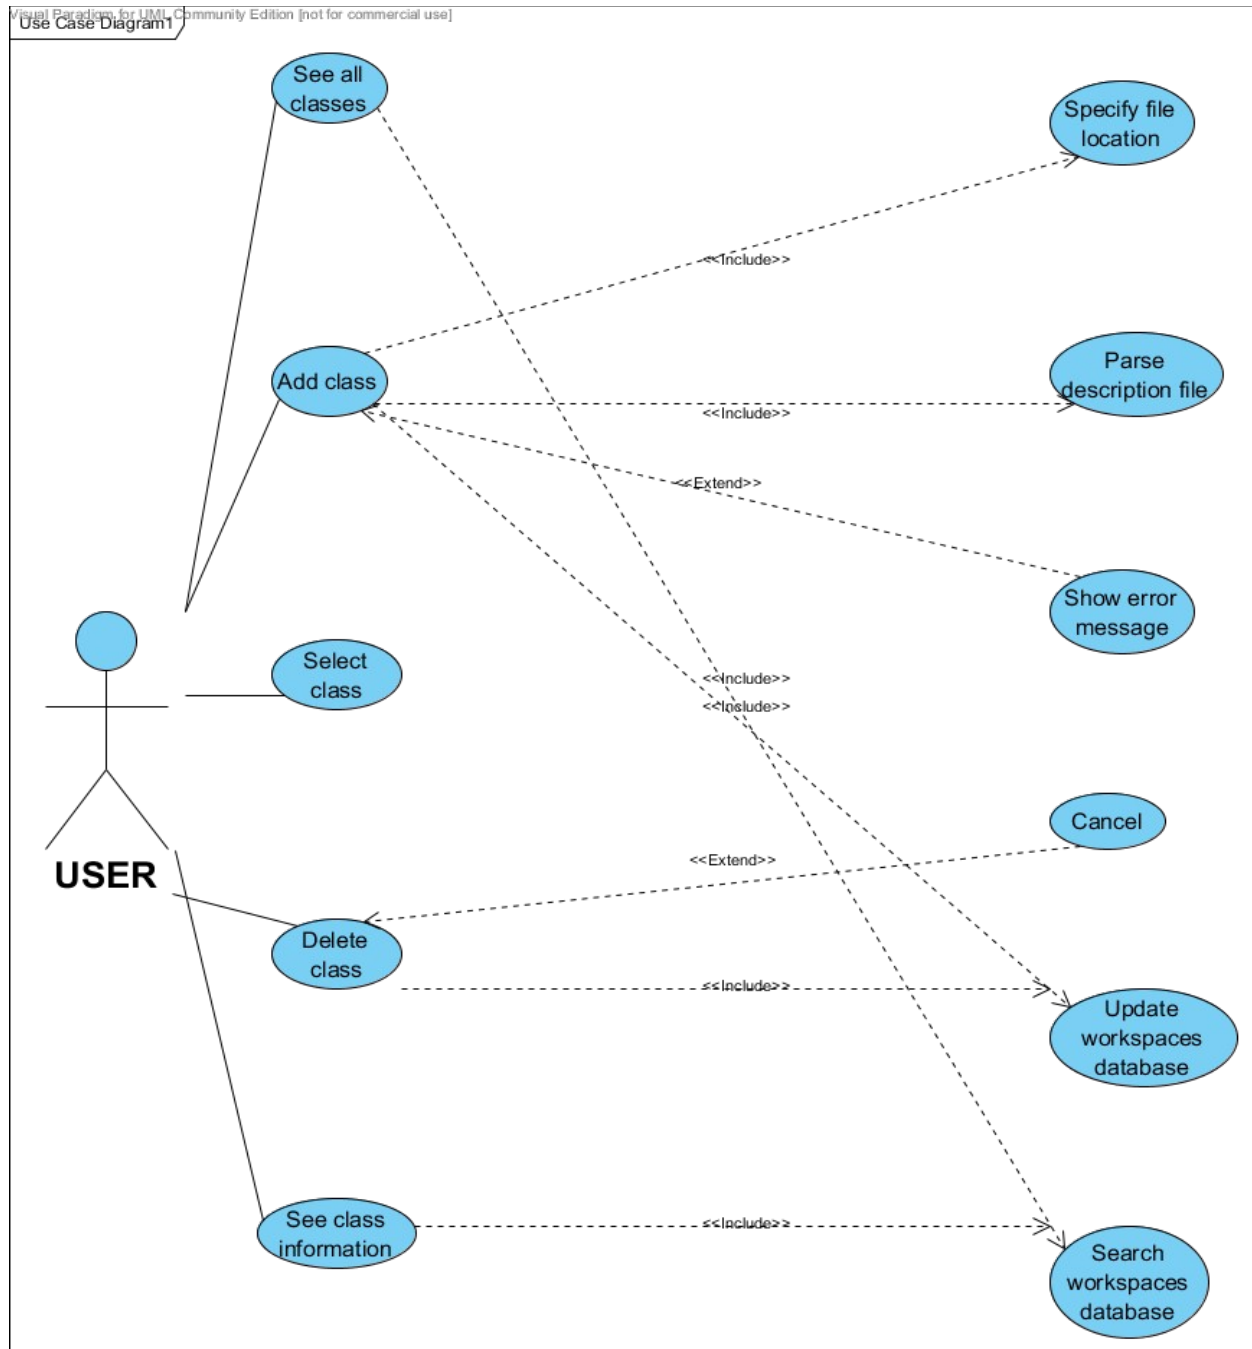 Visual Paradigm for UML Community Edition [not for commercial use]
Use Case Diagram1
See all
classes
Specify file
location
<<Include>>
Add class
Parse
description file
<<Include>>
<<Extend>>
Show error
message
Select
class
<<Include>>
<<Include>>
Cancel
<<Extend>>
USER
Delete
class
<<Include>>
Update
workspaces
database
See class
information
<<Include>>
Search
workspaces
database